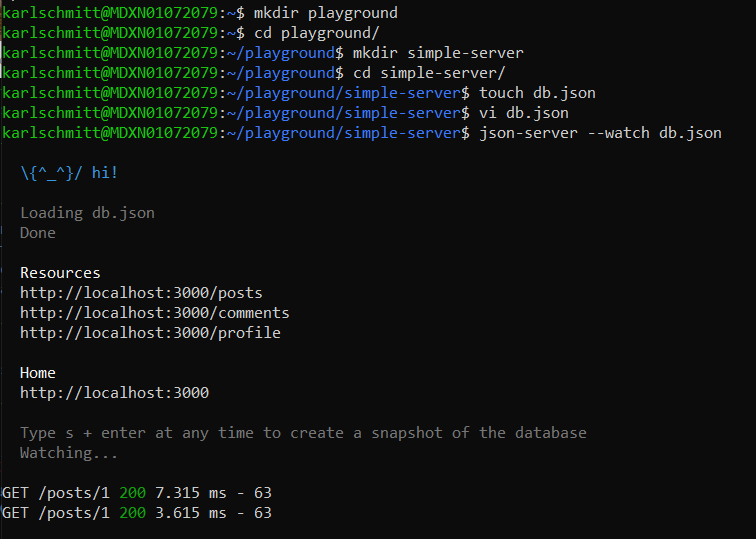 karlschmitt@MDXN01072079:~$ mkdir playground
karlschmitt@MDXN01072079:~$ cd playground/
karlschmitt@MDXN01072079:~/playground$ mkdir simple-server
karlschmitt@MDXN01072079:~/playground$ cd simple-server/
karlschmitt@MDXN01072079:~/playground/simple-server$ touch db.json
karlschmitt@MDXN01072079:~/playground/simple-server$ vi db.json
karlschmitt@MDXN01072079:~/playground/simple-server$ json-server --watch db.json
\{^_^}/ hi!
Loading db.json
Done
Resources
http://localhost:3000/posts
http://localhost:3000/comments
http://localhost:3000/profile
Home
http://localhost:3000
Type s + enter at any time to create a snapshot of the database
Watching...
GET /posts/1 200 7.315 ms - 63
GET /posts/1 200 3.615 ms - 63